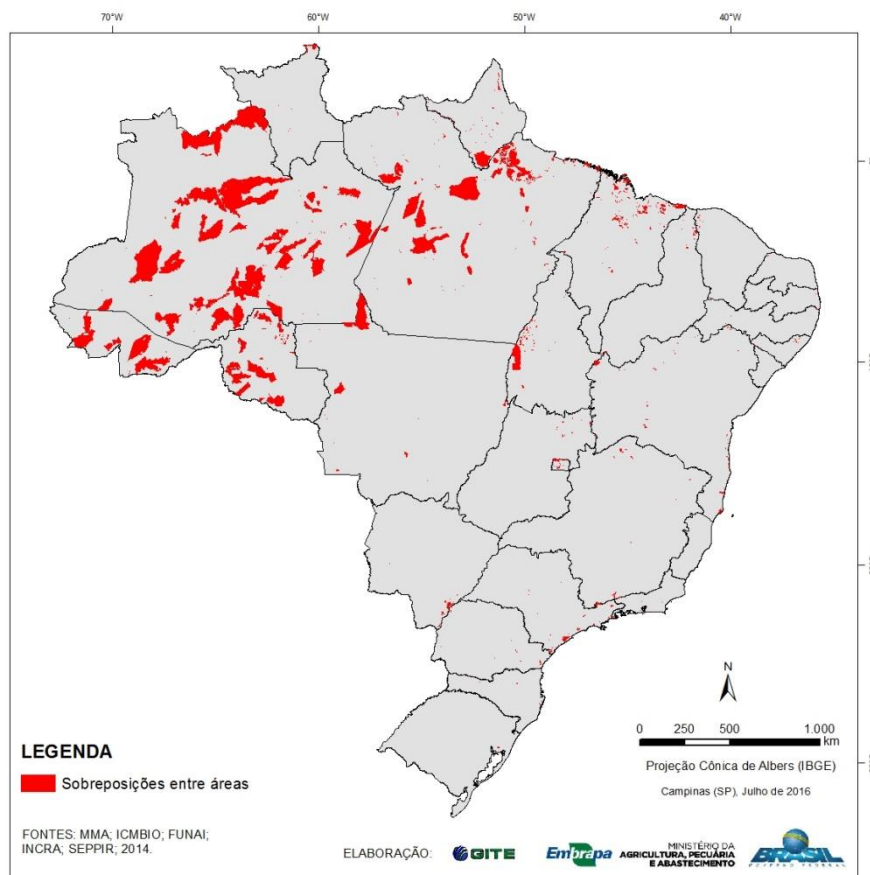 70°W 60°W 50°W 40°W
N
0 250 500 1.000
km
Projeção Cônica de Albers (IBGE)
Campinas (SP), Julho de 2016
LEGENDA
Sobreposições entre áreas
FONTES: MMA; ICMBIO; FUNAI;
INCRA; SEPPIR; 2014.
ELABORAÇÃO:
GITE
Embrapa
MINISTÉRIO DA
AGRICULTURA, PECUÁRIA
E ABASTECIMENTO
BRASIL
GOVERNO FEDERAL